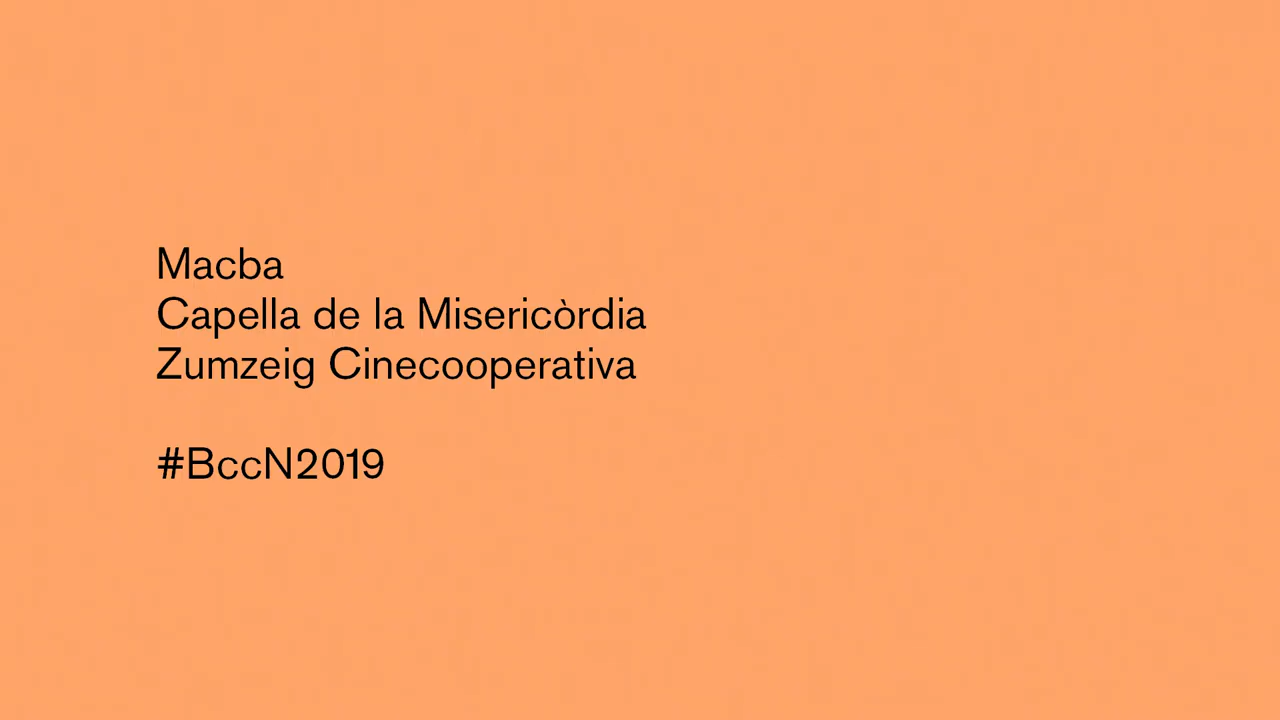 Macba
Capella de la Misericòrdia
Zumzeig Cinecooperativa
#BccN2019